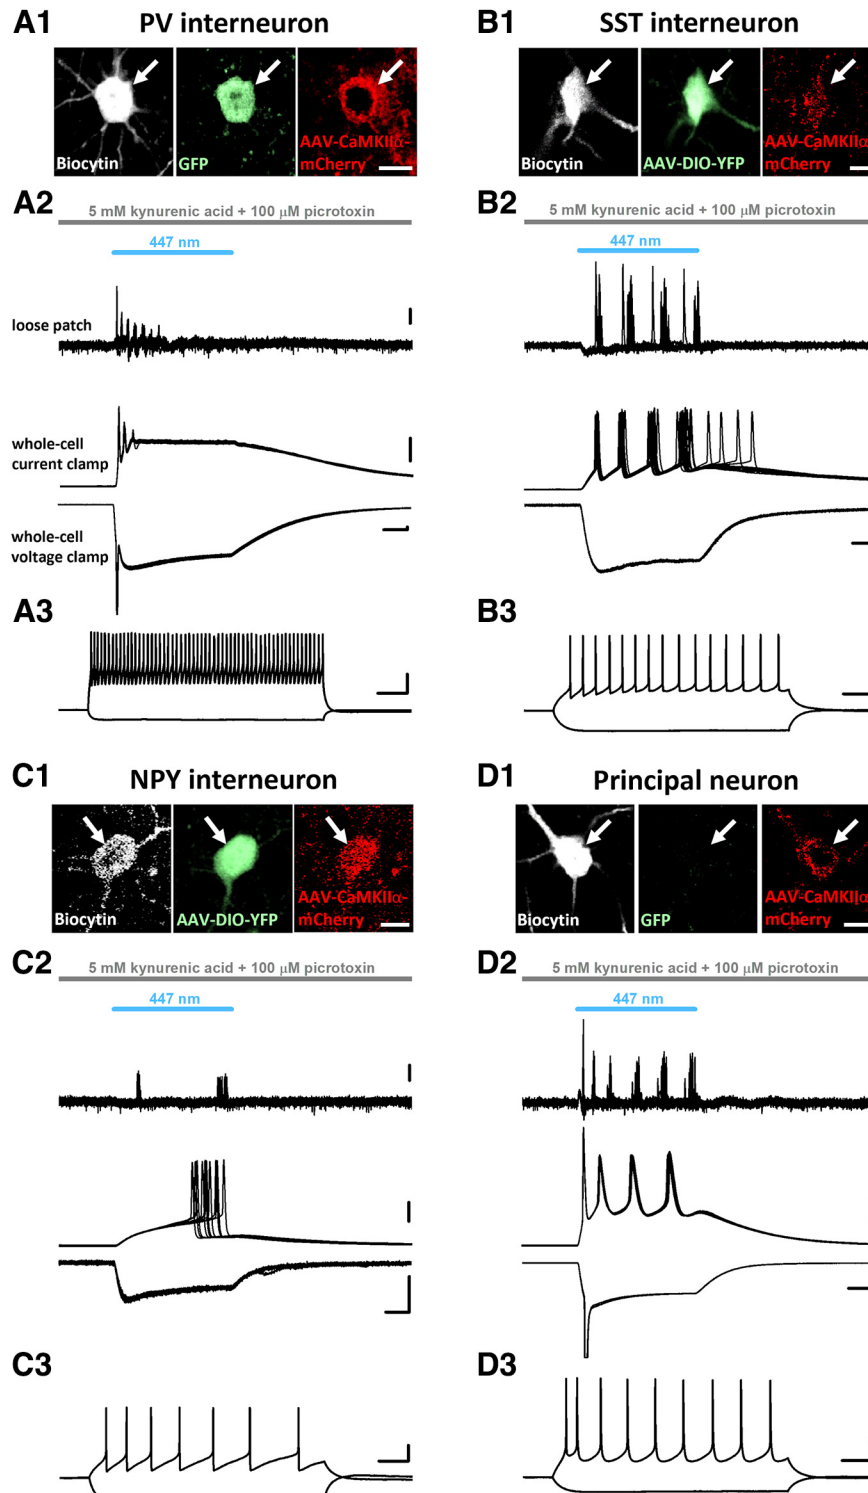 A1 PV interneuron
Biocytin
GFP
AAV-CaMKIIα-
mCherry
B1 SST interneuron
Biocytin
AAV-DIO-YFP
AAV-CaMKIIα
mCherry
A2
5 mM kynurenic acid + 100 µM picrotoxin
447 nm
loose patch
whole-cell
current clamp
whole-cell
voltage clamp
B2
5 mM kynurenic acid + 100 µM picrotoxin
447 nm
A3
B3
C1 NPY interneuron
Biocytin
AAV-DIO-YFP
AAV-CaMKIIα-
mCherry
D1 Principal neuron
Biocytin
GFP
AAV-CaMKIIα
mCherry
C2
5 mM kynurenic acid + 100 µM picrotoxin
447 nm
D2
5 mM kynurenic acid + 100 µM picrotoxin
447 nm
C3
D3